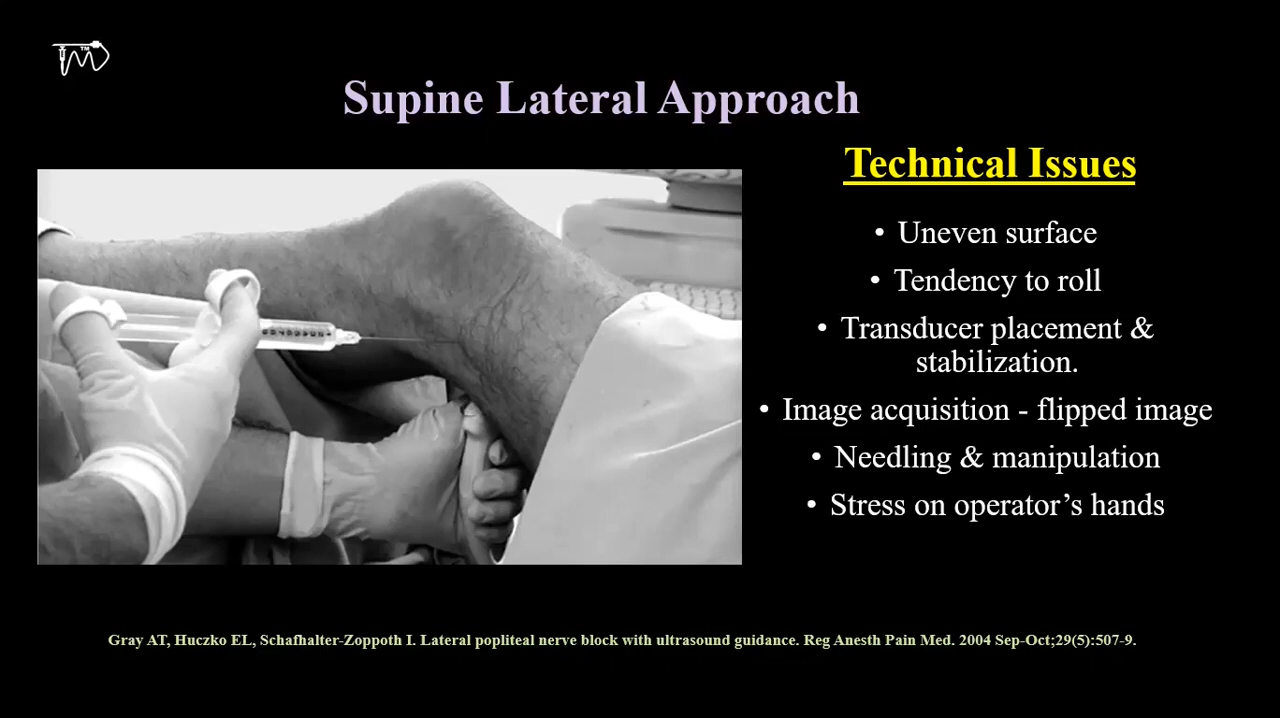 TM
Supine Lateral Approach
Technical Issues
• Uneven surface
• Tendency to roll
• Transducer placement &
stabilization.
• Image acquisition - flipped image
• Needling & manipulation
• Stress on operator’s hands
Gray AT, Huczko EL, Schafhalter-Zoppoth I. Lateral popliteal nerve block with ultrasound guidance. Reg Anesth Pain Med. 2004 Sep-Oct;29(5):507-9.